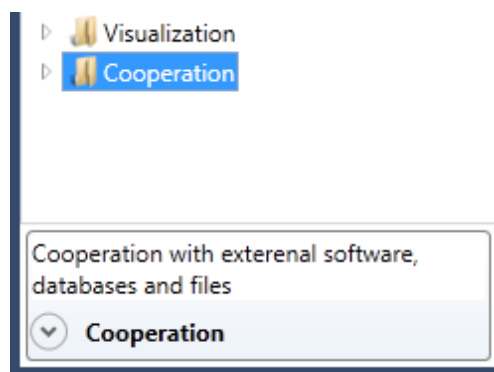 Visualization
Cooperation
Cooperation with exterenal software,
databases and files
Cooperation